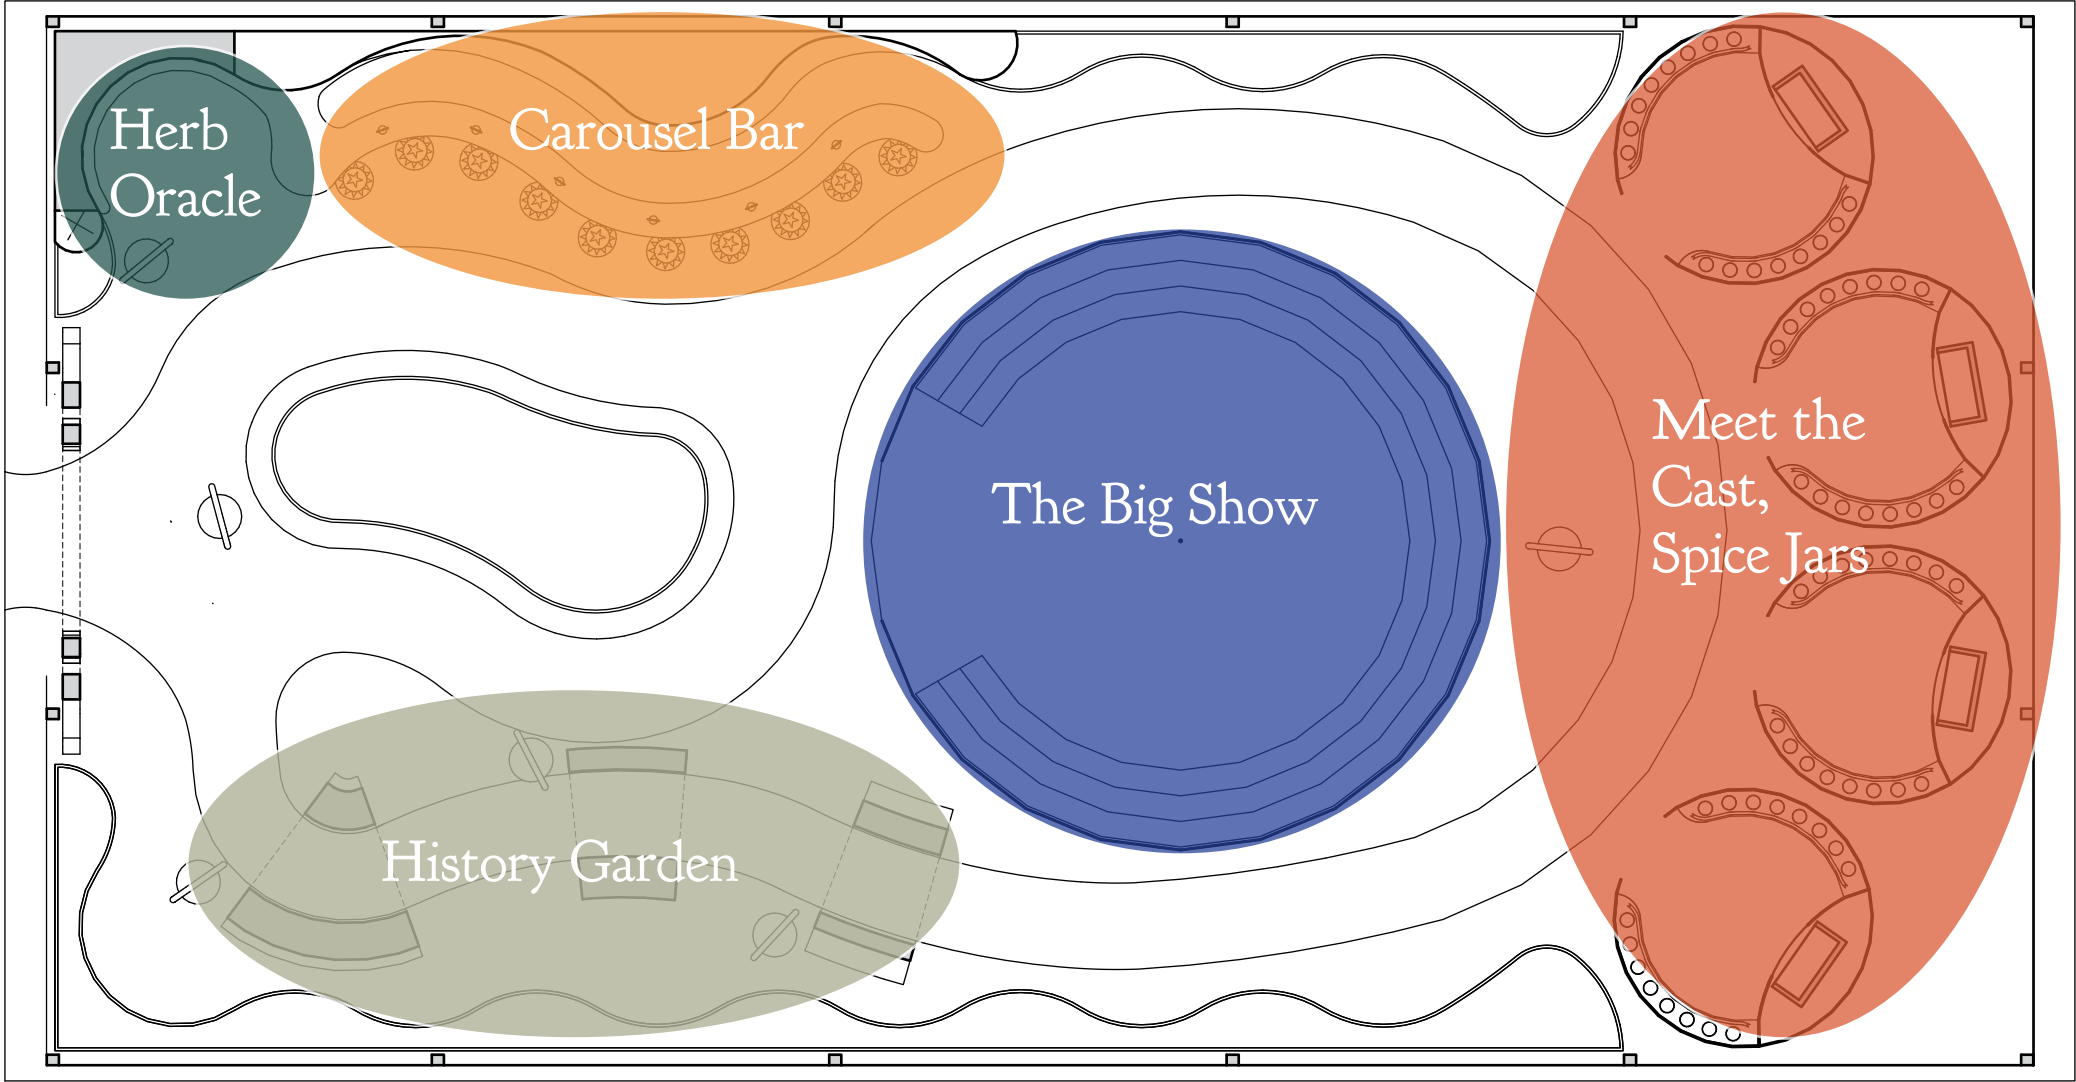 Herb
Oracle
Carousel Bar
The Big Show
Meet the
Cast,
Spice Jars
History Garden